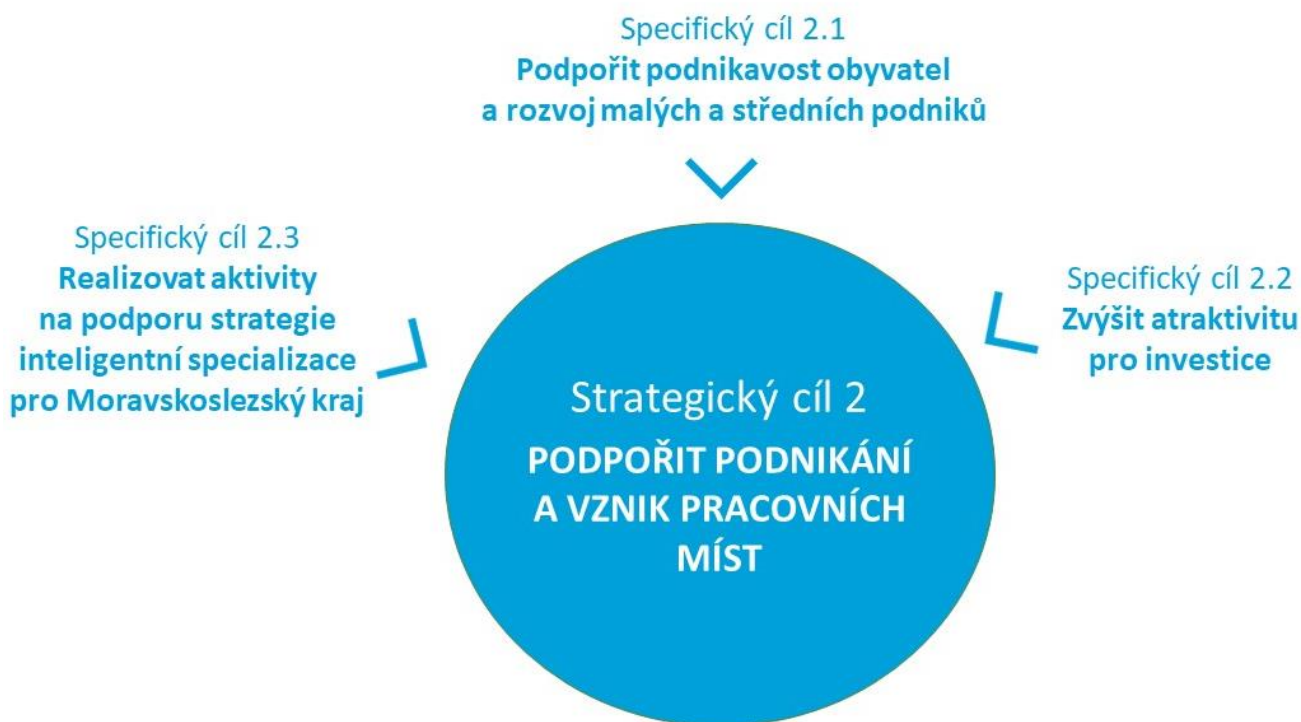 Specifický cíl 2.1
Podpořit podnikavost obyvatel
a rozvoj malých a středních podniků
Specifický cíl 2.3
Realizovat aktivity
na podporu strategie
inteligentní specializace
pro Moravskoslezský kraj
Specifický cíl 2.2
Zvýšit atraktivitu
pro investice
Strategický cíl 2
PODPOŘIT PODNIKÁNÍ
A VZNIK PRACOVNÍCH
MÍST